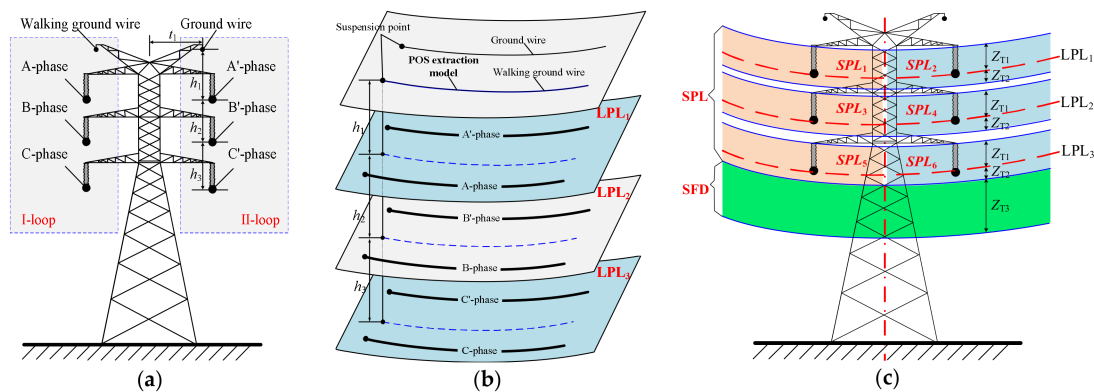 Walking ground wire
t1
Ground wire
A-phase
A'-phase
h1
B-phase
B'-phase
h2
C-phase
C'-phase
h3
I-loop
II-loop
(a)
Suspension point
Ground wire
POS extraction model
Walking ground wire
LPL1
h1
A'-phase
A-phase
LPL2
h2
B'-phase
B-phase
LPL3
h3
C'-phase
C-phase
(b)
SPL1
SPL2
ZT1
LPL1
ZT2
SPL
SPL3
SPL4
ZT1
LPL2
ZT2
SPL5
SPL6
ZT1
LPL3
ZT2
SFD
ZT3
(c)